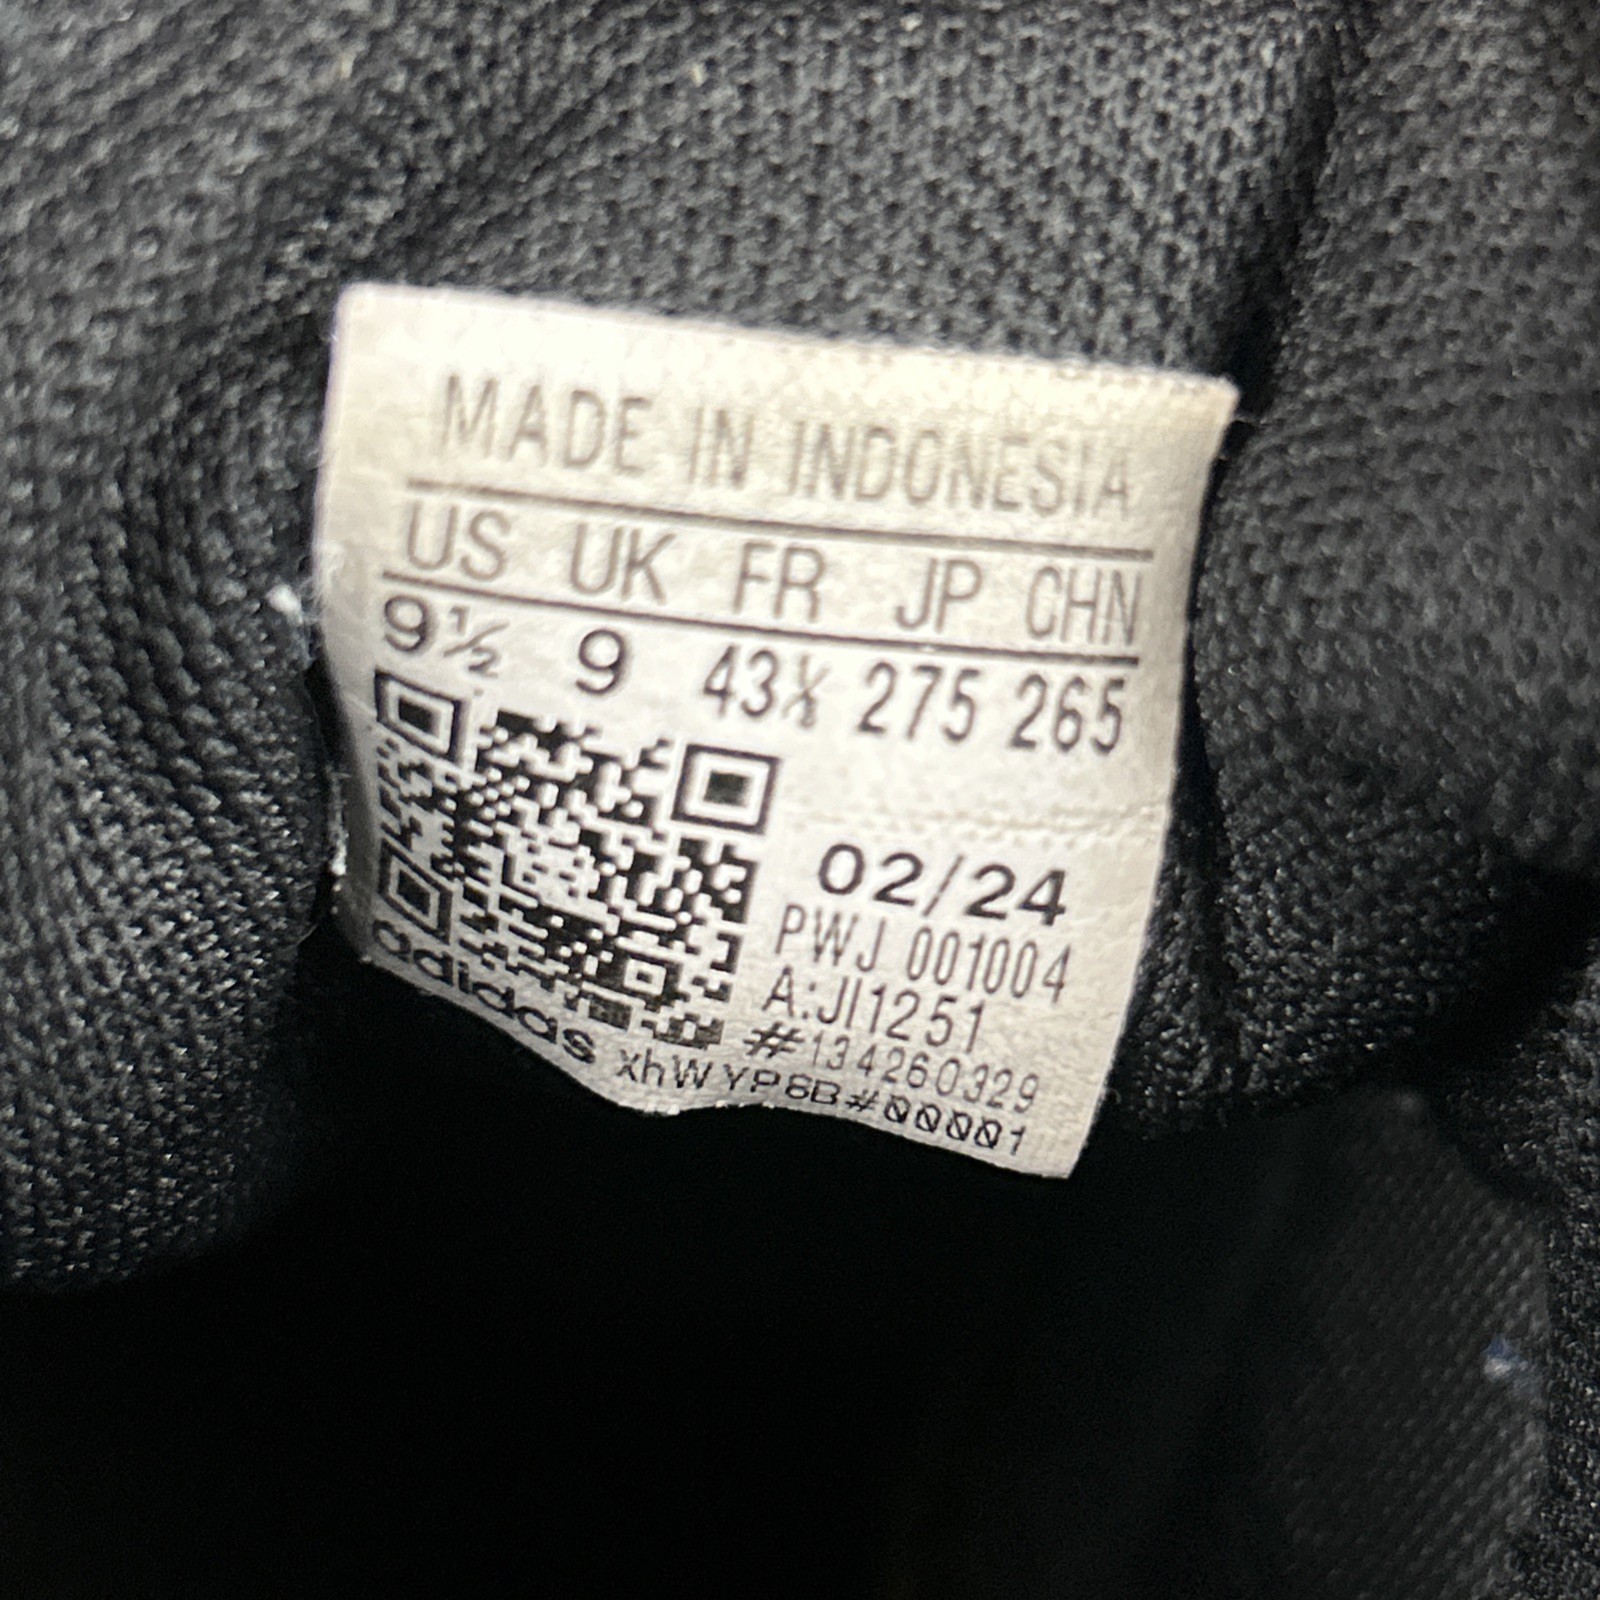 MADE IN INDONESIA
US UK FR JP CHN
9½ 9 43⅓ 275 265
02/24
PWJ 001004
A:JI1251
#134260329
adidas xhWYP8B#00001